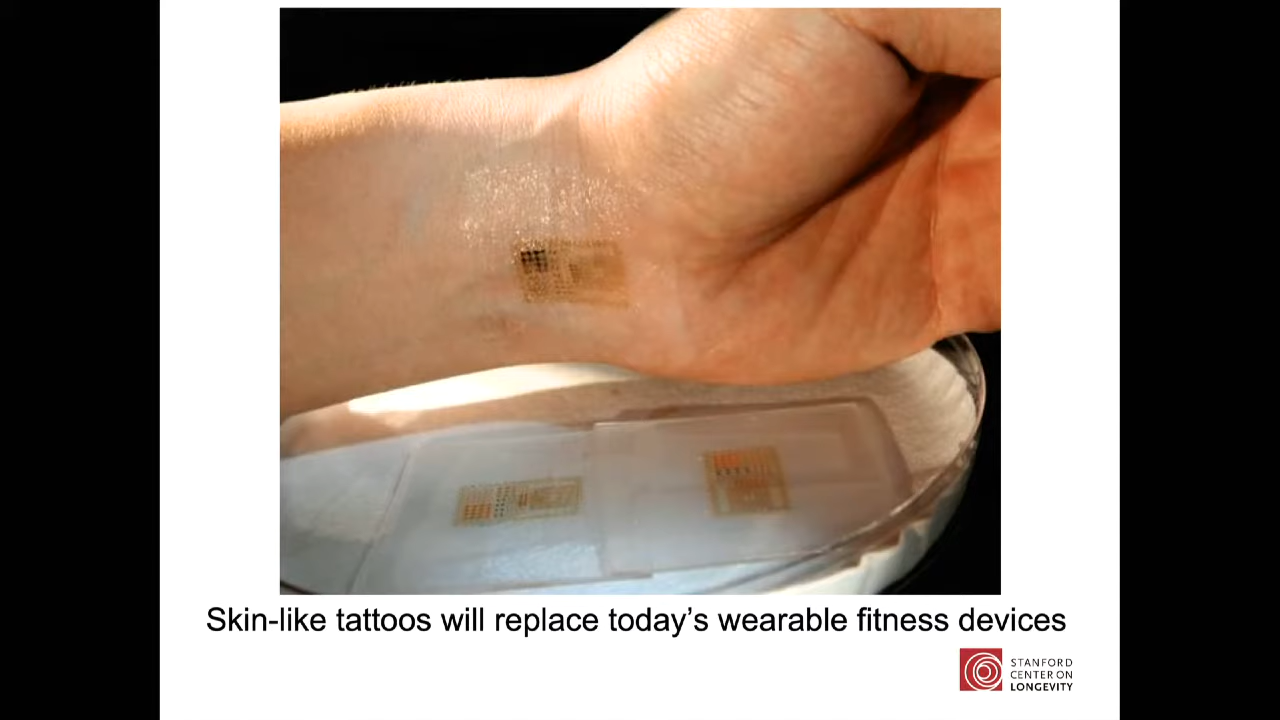 Skin-like tattoos will replace today’s wearable fitness devices
STANFORD
CENTER ON
LONGEVITY